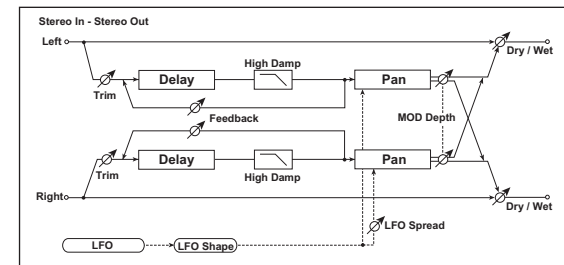 Stereo In - Stereo Out
Left
Dry / Wet
High Damp
Delay
Pan
Trim
MOD Depth
Feedback
Delay
Pan
Trim
High Damp
Right
Dry / Wet
LFO Spread
LFO
LFO Shape